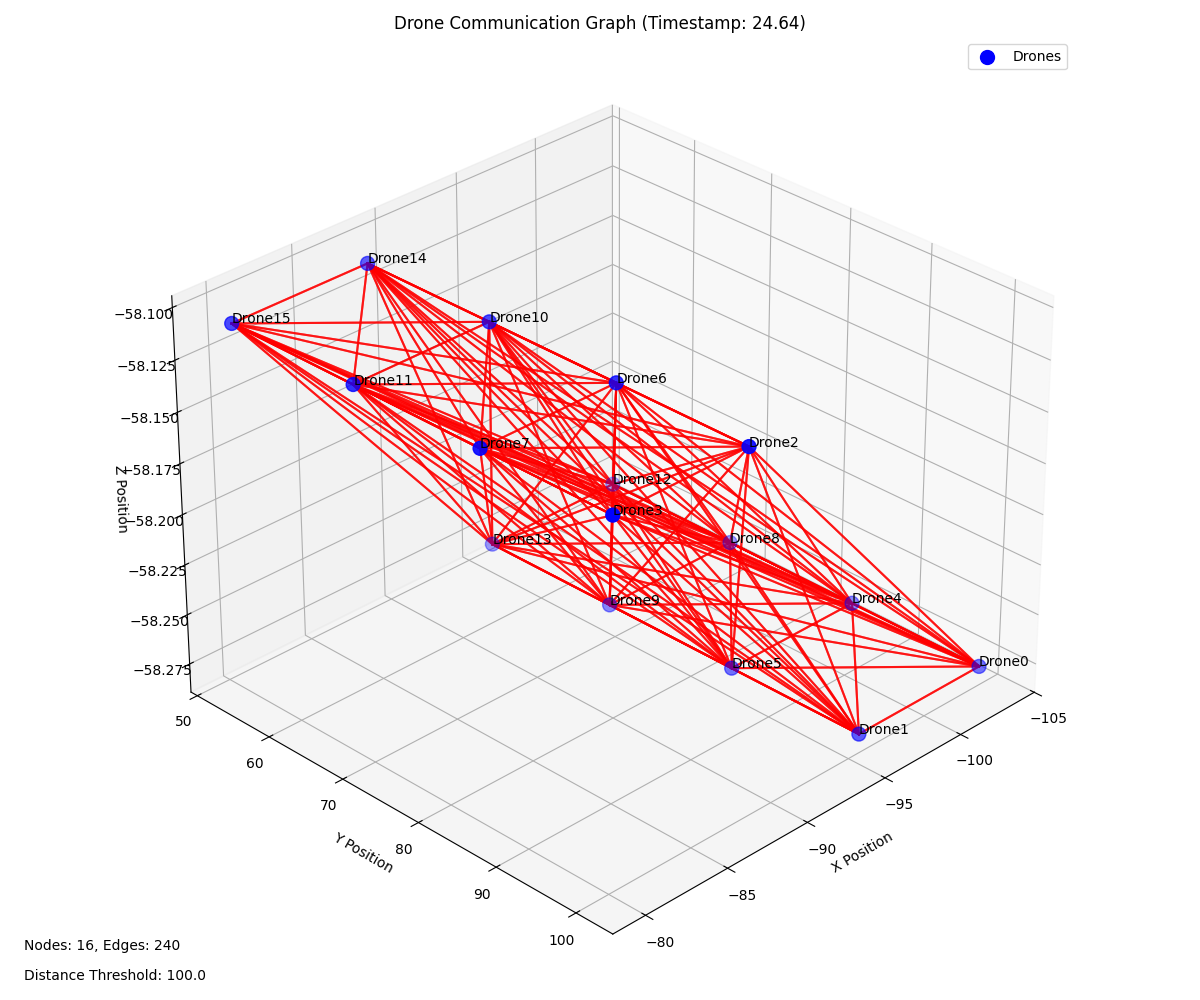 Drone Communication Graph (Timestamp: 24.64)
Drones
Drone14
Drone15
Drone10
Drone11
Drone6
Drone7
Drone2
Drone12
Drone3
Drone8
Drone13
Drone9
Drone4
Drone5
Drone0
Drone1
−58.100
−58.125
−58.150
−58.175
−58.200
−58.225
−58.250
−58.275
Z Position
50
60
70
80
90
100
Y Position
−105
−100
−95
−90
−85
−80
X Position
Nodes: 16, Edges: 240
Distance Threshold: 100.0